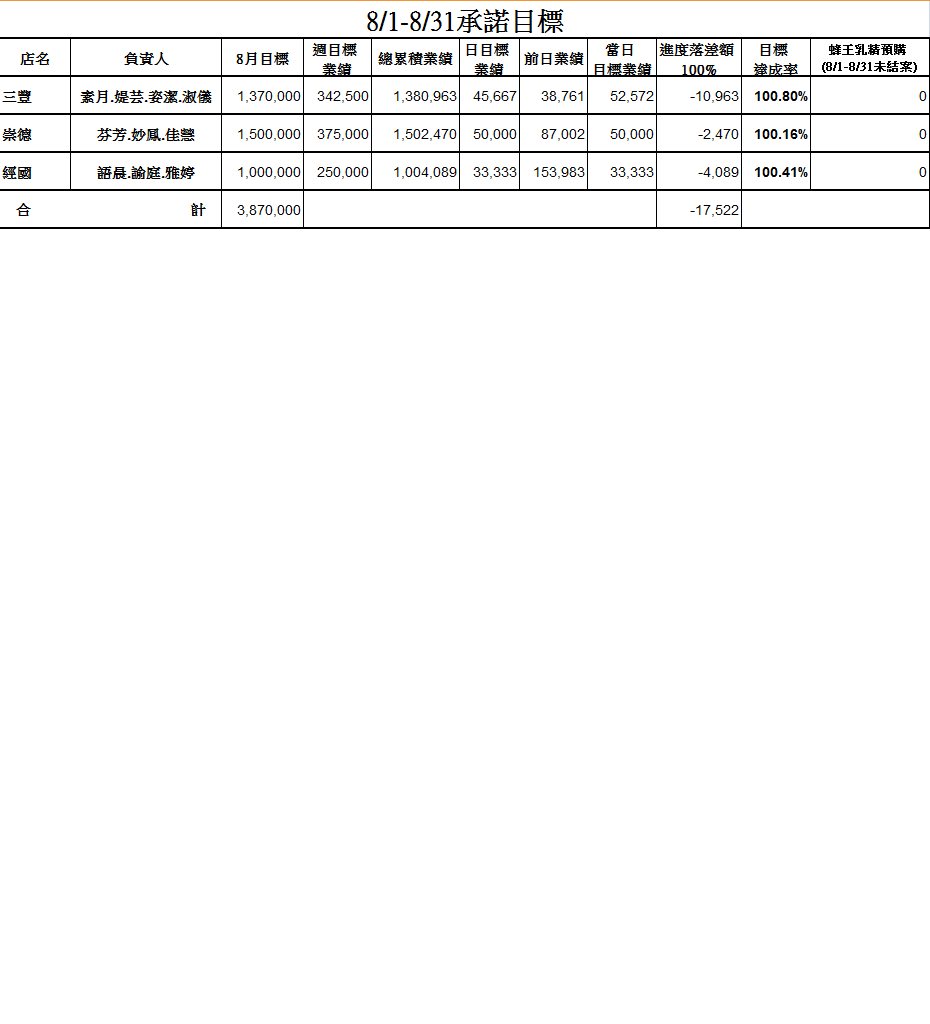 8/1-8/31承諾目標
店名 負責人 8月目標 週目標 業績 總累積業績 日目標 業績 前日業績 當日 目標業績 進度落差額 100% 目標 達成率 蜂王乳精預購 (8/1-8/31未結案)
三豐 素月.媞芸.姿潔.淑儀 1,370,000 342,500 1,380,963 45,667 38,761 52,572 -10,963 100.80% 0
崇德 芬芳.妙鳳.佳慧 1,500,000 375,000 1,502,470 50,000 87,002 50,000 -2,470 100.16% 0
經國 語晨.諭庭.雅婷 1,000,000 250,000 1,004,089 33,333 153,983 33,333 -4,089 100.41% 0
合 計 3,870,000 -17,522